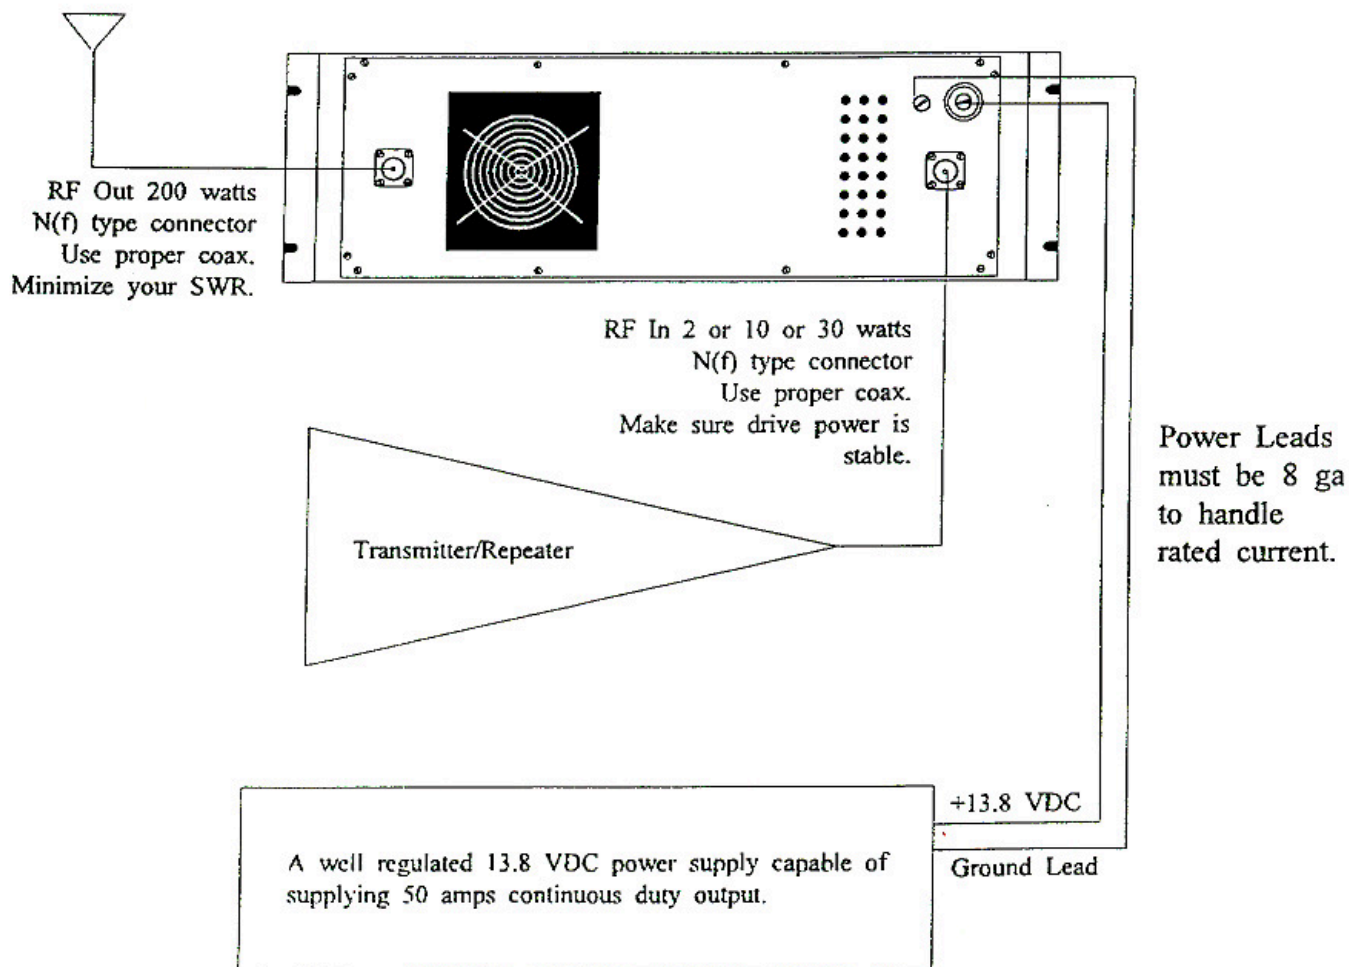 RF Out 200 watts
N(f) type connector
Use proper coax.
Minimize your SWR.
RF In 2 or 10 or 30 watts
N(f) type connector
Use proper coax.
Make sure drive power is
stable.
Power Leads
must be 8 ga
to handle
rated current.
Transmitter/Repeater
+13.8 VDC
Ground Lead
A well regulated 13.8 VDC power supply capable of
supplying 50 amps continuous duty output.